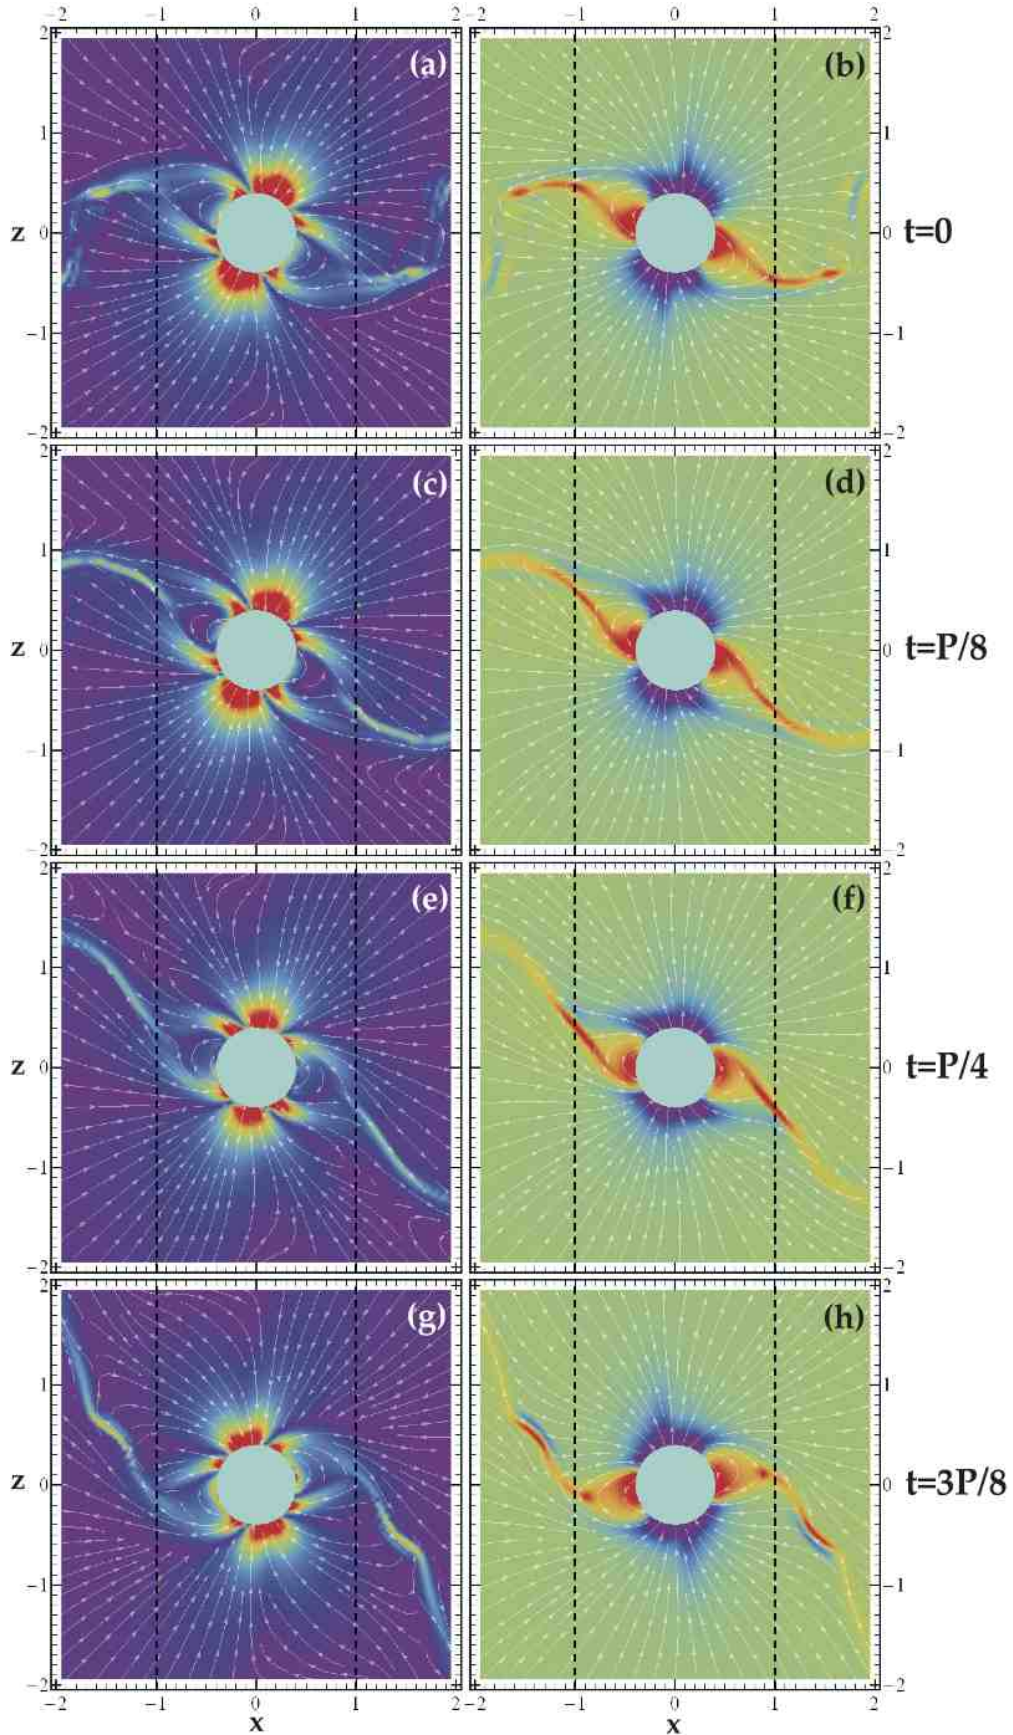 −2 −1 0 1 2 −2 −1 0 1 2
2 (a) (b) 2
1 1
z 0 0 t=0
−1 −1
−2 −2
2 (c) (d) 2
1 1
z 0 0 t=P/8
−1 −1
−2 −2
2 (e) (f) 2
1 1
z 0 0 t=P/4
−1 −1
−2 −2
2 (g) (h) 2
1 1
z 0 0 t=3P/8
−1 −1
−2 −2
−2 −1 0 1 2 −2 −1 0 1 2
x x